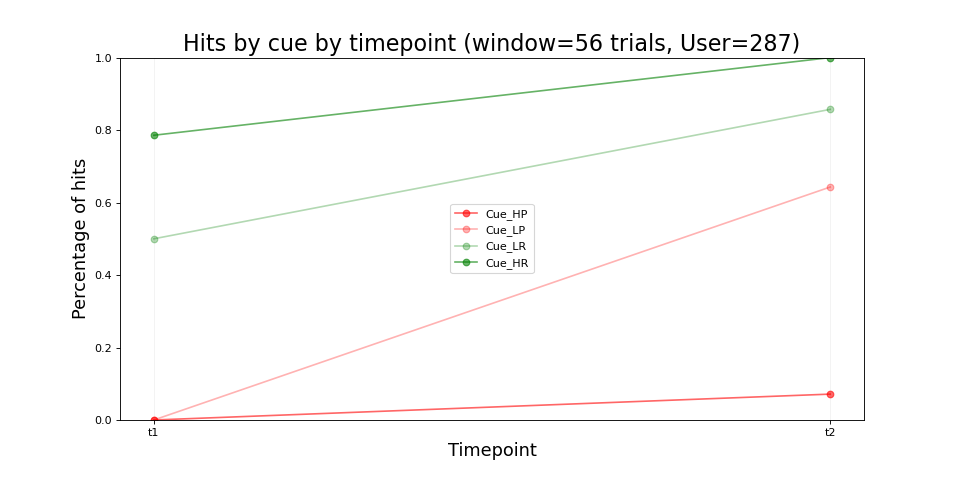 Hits by cue by timepoint (window=56 trials, User=287)
Percentage of hits
1.0
0.8
0.6
0.4
0.2
0.0
Cue_HP
Cue_LP
Cue_LR
Cue_HR
t1
t2
Timepoint